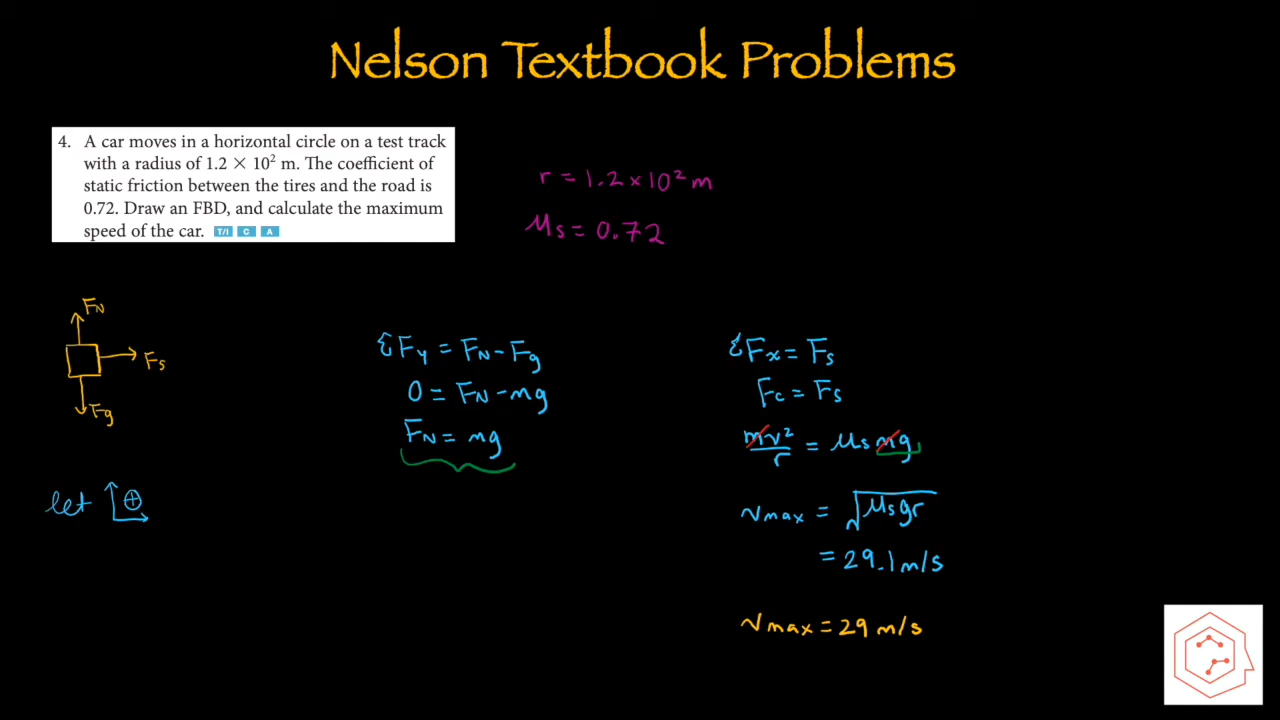 Nelson Textbook Problems
4. A car moves in a horizontal circle on a test track
with a radius of 1.2 × 10² m. The coefficient of
static friction between the tires and the road is
0.72. Draw an FBD, and calculate the maximum
speed of the car. T/I C A
r = 1.2 × 10² m
μs = 0.72
FN
Fs
Fg
let ⊕
ΣFy = FN - Fg
0 = FN - mg
FN = mg
ΣFx = Fs
Fc = Fs
mv²/r = μs mg
vmax = √μsgr
= 29.1 m/s
vmax = 29 m/s